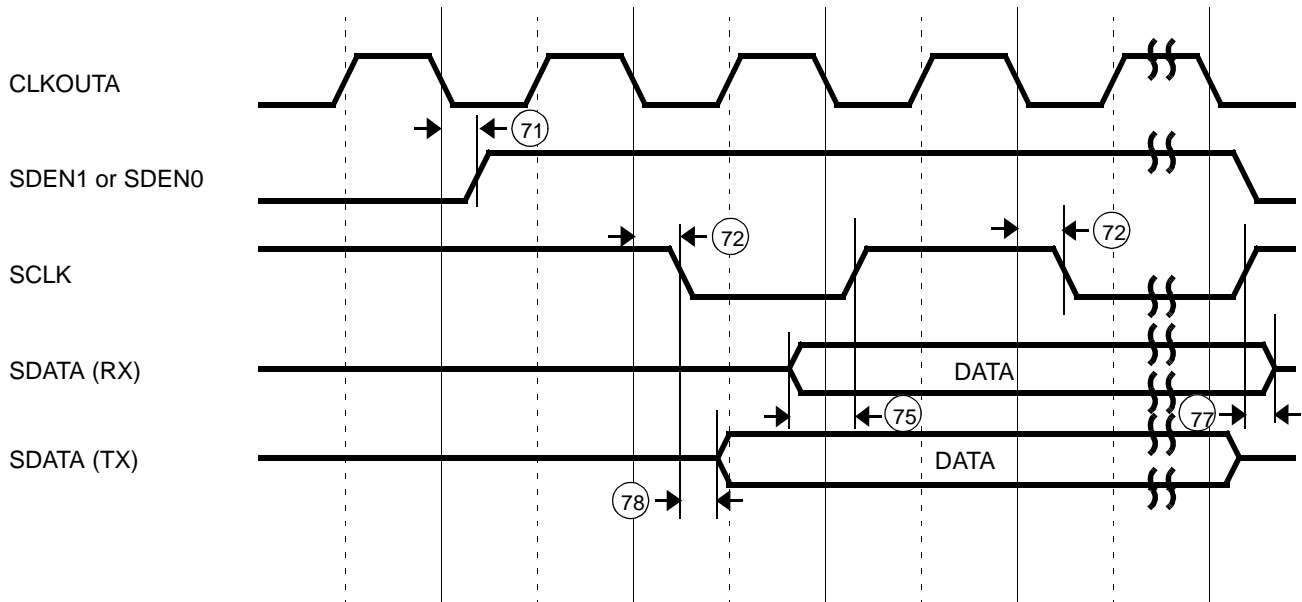 CLKOUTA
71
SDEN1 or SDEN0
72
72
SCLK
SDATA (RX)
DATA
75
77
SDATA (TX)
DATA
78